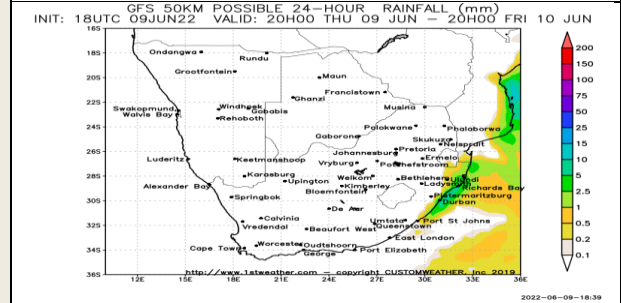 GFS 50KM POSSIBLE 24-HOUR RAINFALL (mm)
INIT: 18UTC 09JUN22 VALID: 20H00 THU 09 JUN - 20H00 FRI 10 JUN
16S
18S
20S
22S
24S
26S
28S
30S
32S
34S
36S
Ondangwa
Rundu
Grootfontein
Maun
Francistown
Ghanzi
Musina
Windhoek
Gobabis
Swakopmund
Walvis Bay
Rehoboth
Polokwane
Phalaborwa
Gaborone
Skukuza
Nelspruit
Johannesburg
Pretoria
Luderitz
Keetmanshoop
Vryburg
Potchefstroom
Ermelo
Karasburg
Upington
Welkom
Bethlehem
Ulundi
Alexander Bay
Kimberley
Ladysmith
Richards Bay
Springbok
Bloemfontein
Pietermaritzburg
Durban
De Aar
Calvinia
Umtata
Port St Johns
Vredendal
Beaufort West
Queenstown
East London
Cape Town
Worcester
Oudtshoorn
George
Port Elizabeth
http://www.1stweather.com - copyright CUSTOMWEATHER, Inc 2019
12E
15E
18E
21E
24E
27E
30E
33E
36E
200
150
100
75
50
25
15
10
5
2.5
1
0.5
0.2
0.1
2022-06-09-18:39